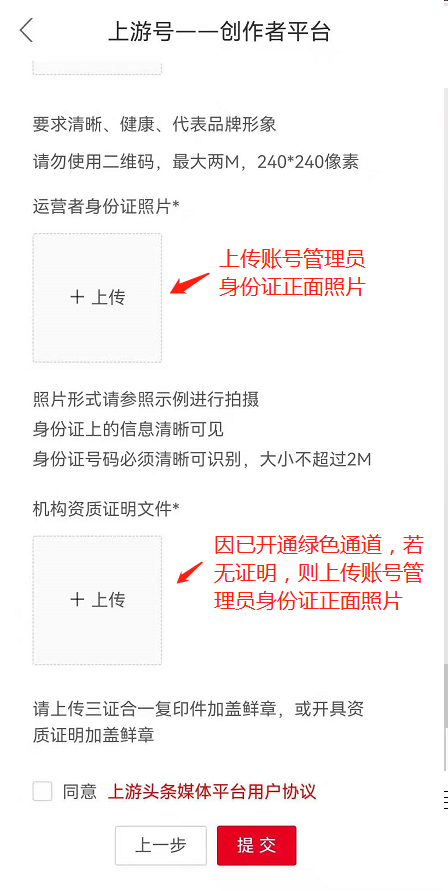 上游号一一创作者平台
要求清晰、健康、代表品牌形象
请勿使用二维码，最大两M，240*240像素
运营者身份证照片*
+ 上传
上传账号管理员
身份证正面照片
照片形式请参照示例进行拍摄
身份证上的信息清晰可见
身份证号码必须清晰可识别，大小不超过2M
机构资质证明文件*
+ 上传
因已开通绿色通道，若
无证明，则上传账号管
理员身份证正面照片
请上传三证合一复印件加盖鲜章，或开具资
质证明加盖鲜章
同意 上游头条媒体平台用户协议
上一步 提 交